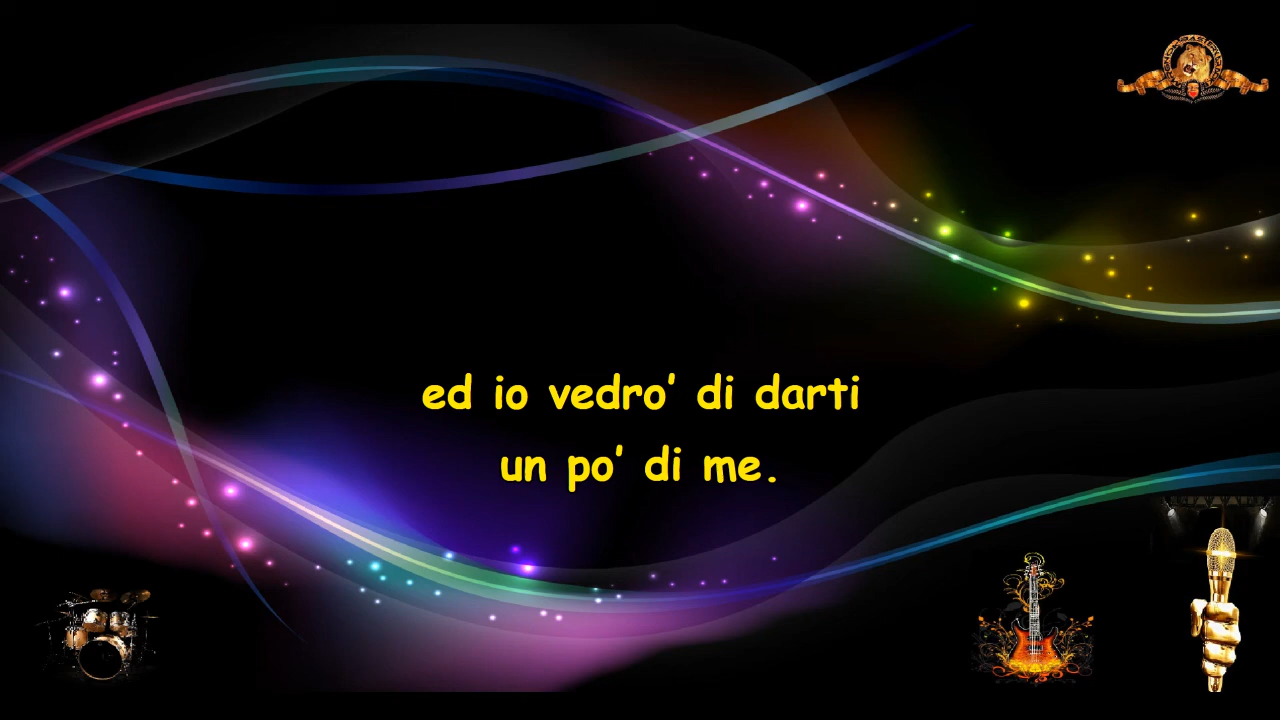 ed io vedro' di darti
un po' di me.